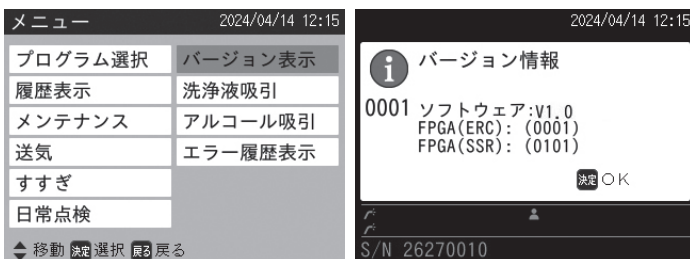 メニュー 2024/04/14 12:15
プログラム選択 バージョン表示
履歴表示 洗浄液吸引
メンテナンス アルコール吸引
送気 エラー履歴表示
すすぎ
日常点検
移動 決定 選択 戻る 戻る
2024/04/14 12:15
バージョン情報
0001 ソフトウェア:V1.0
FPGA(ERC): (0001)
FPGA(SSR): (0101)
決定 OK
S/N 26270010